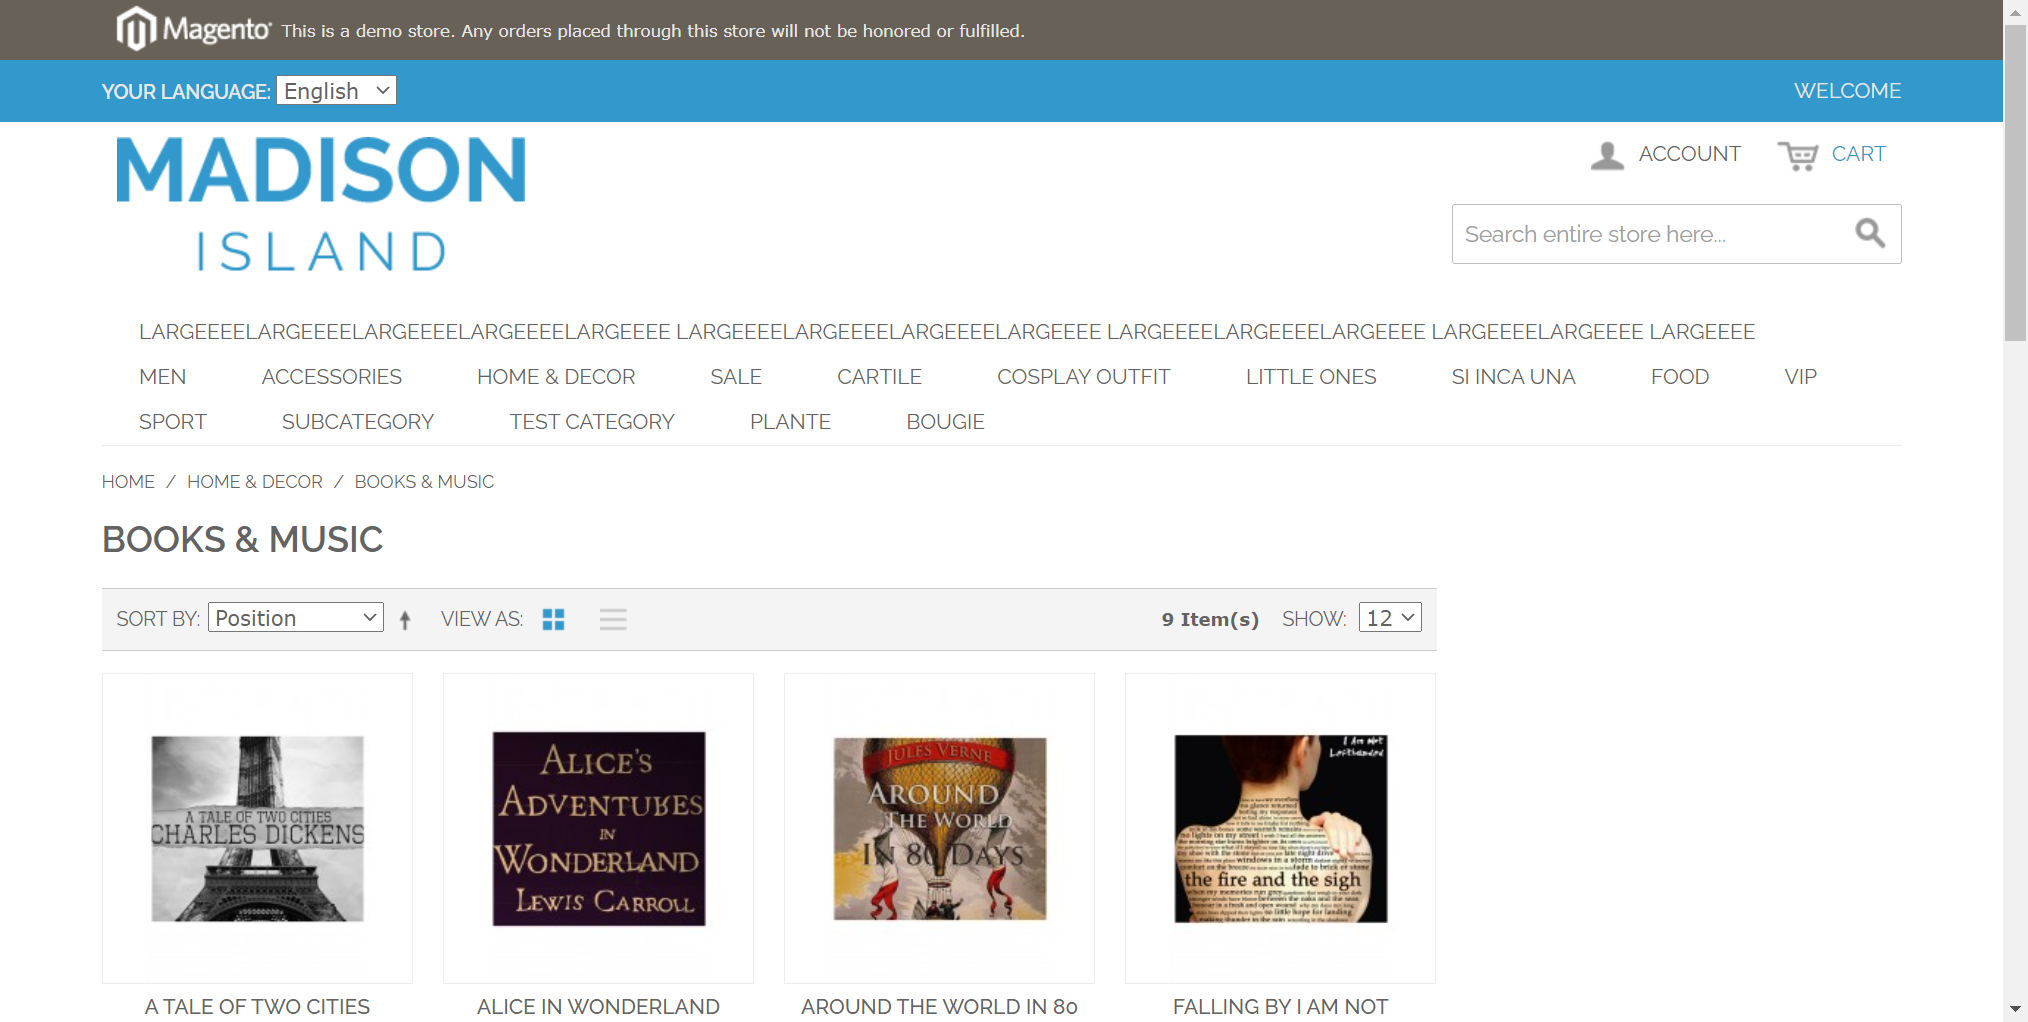 Magento This is a demo store. Any orders placed through this store will not be honored or fulfilled.
YOUR LANGUAGE: English
WELCOME
MADISON
ISLAND
ACCOUNT
CART
Search entire store here...
LARGEEEELARGEEEELARGEEEELARGEEEELARGEEEE LARGEEEELARGEEEELARGEEEELARGEEEE LARGEEEELARGEEEELARGEEEE LARGEEEELARGEEEE LARGEEEE
MEN ACCESSORIES HOME & DECOR SALE CARTILE COSPLAY OUTFIT LITTLE ONES SI INCA UNA FOOD VIP
SPORT SUBCATEGORY TEST CATEGORY PLANTE BOUGIE
HOME / HOME & DECOR / BOOKS & MUSIC
BOOKS & MUSIC
SORT BY: Position VIEW AS: 9 Item(s) SHOW: 12
A TALE OF TWO CITIES
CHARLES DICKENS
ALICE'S
ADVENTURES
IN
WONDERLAND
LEWIS CARROLL
JULES VERNE
AROUND
THE WORLD
IN 80 DAYS
I Am Not
Lefthanded
the fire and the sigh
A TALE OF TWO CITIES
ALICE IN WONDERLAND
AROUND THE WORLD IN 80
FALLING BY I AM NOT